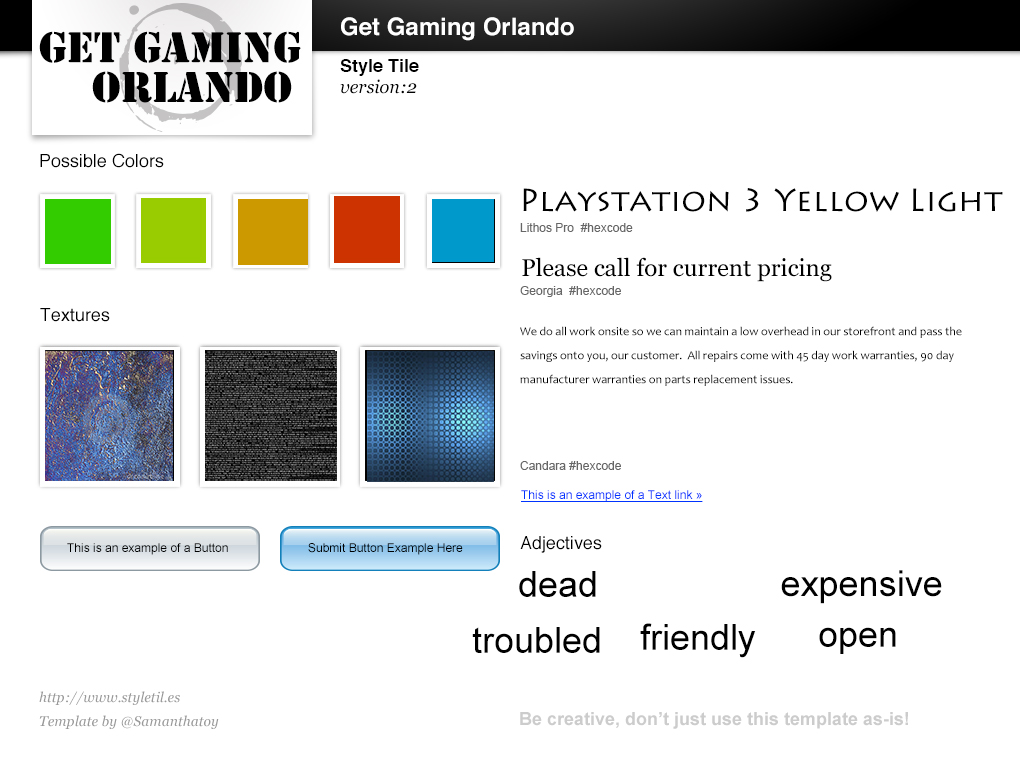 GET GAMING
ORLANDO
Get Gaming Orlando
Style Tile
version:2
Possible Colors
Textures
This is an example of a Button
Submit Button Example Here
Playstation 3 Yellow Light
Lithos Pro  #hexcode
Please call for current pricing
Georgia  #hexcode
We do all work onsite so we can maintain a low overhead in our storefront and pass the
savings onto you, our customer.  All repairs come with 45 day work warranties, 90 day
manufacturer warranties on parts replacement issues.
Candara #hexcode
This is an example of a Text link »
Adjectives
dead
expensive
troubled
friendly
open
http://www.styletil.es
Template by @Samanthatoy
Be creative, don’t just use this template as-is!